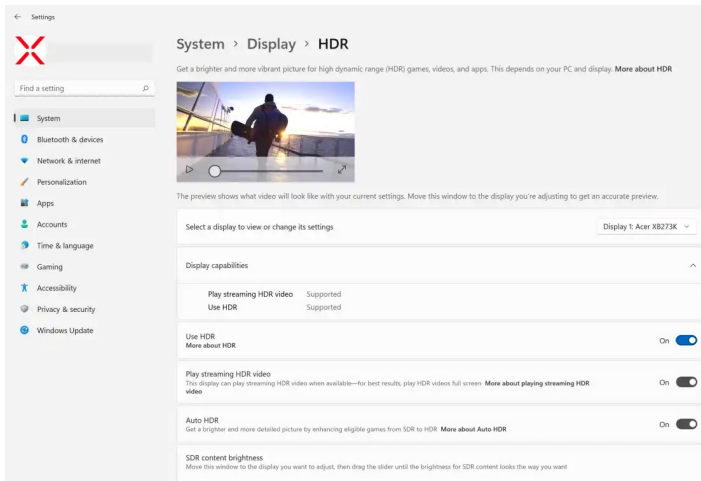 Settings
System > Display > HDR
Get a brighter and more vibrant picture for high dynamic range (HDR) games, videos, and apps. This depends on your PC and display. More about HDR
Find a setting
System
Bluetooth & devices
Network & internet
Personalization
Apps
Accounts
Time & language
Gaming
Accessibility
Privacy & security
Windows Update
The preview shows what video will look like with your current settings. Move this window to the display you're adjusting to get an accurate preview.
Select a display to view or change its settings
Display 1: Acer XB273K
Display capabilities
Play streaming HDR video Supported
Use HDR Supported
Use HDR
More about HDR
On
Play streaming HDR video
This display can play streaming HDR video when available—for best results, play HDR videos full screen More about playing streaming HDR
video
On
Auto HDR
Get a brighter and more detailed picture by enhancing eligible games from SDR to HDR More about Auto HDR
On
SDR content brightness
Move this window to the display you want to adjust, then drag the slider until the brightness for SDR content looks the way you want